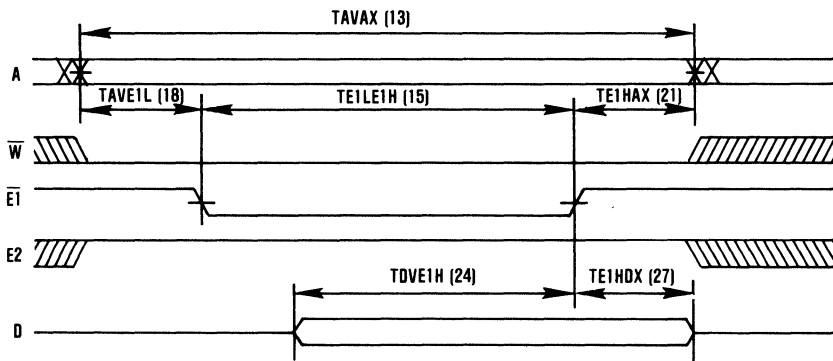 TAVAX (13)
A
TAVE1L (18) TE1LE1H (15) TE1HAX (21)
W
E1
E2
TDVE1H (24) TE1HDX (27)
D